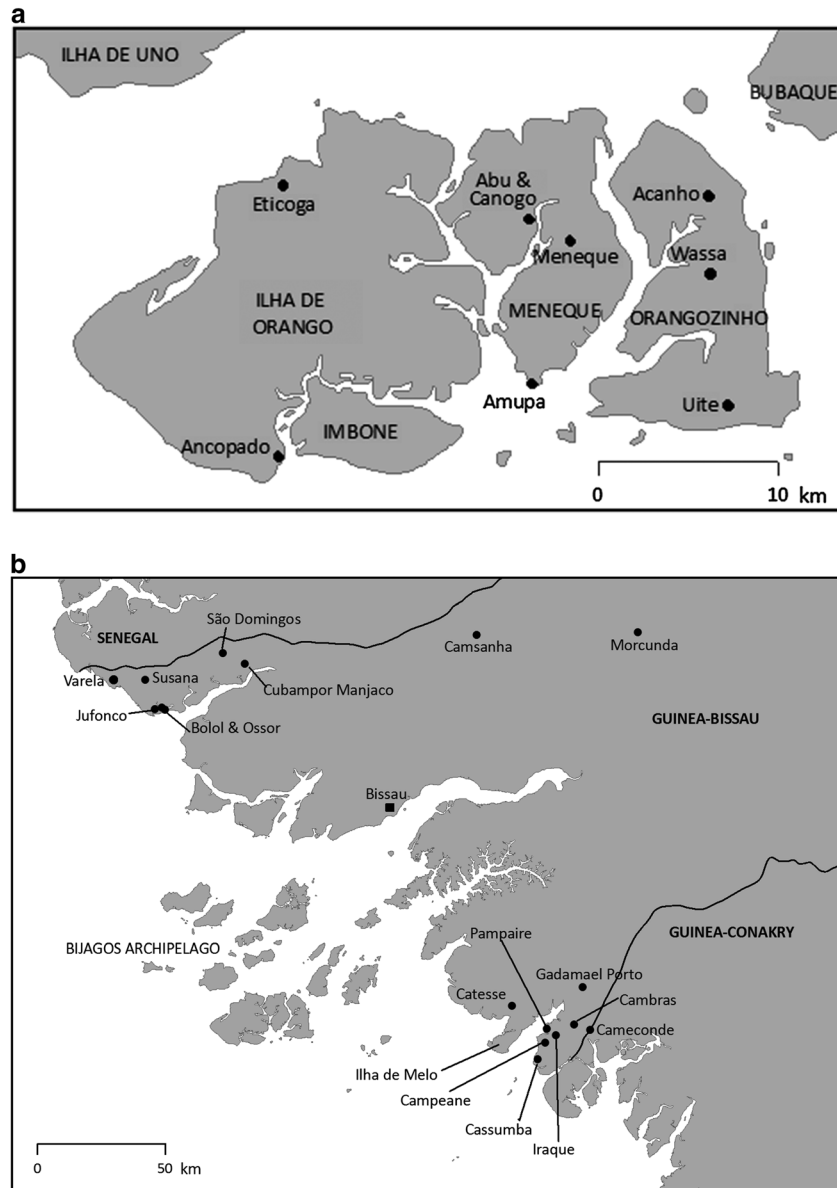 a
ILHA DE UNO
BUBAQUE
Eticoga
Abu &
Canogo
Acanho
Meneque
Wassa
ILHA DE
ORANGO
MENEQUE
ORANGOZINHO
Amupa
Uite
IMBONE
Ancopado
0 10 km
b
São Domingos
SENEGAL
Camsanha
Morcunda
Varela
Susana
Cubampor Manjaco
Jufonco
Bolol & Ossor
GUINEA-BISSAU
Bissau
Pampaire
GUINEA-CONAKRY
BIJAGOS ARCHIPELAGO
Gadamael Porto
Catesse
Cambras
Cameconde
Ilha de Melo
Campeane
Cassumba
Iraque
0 50
km